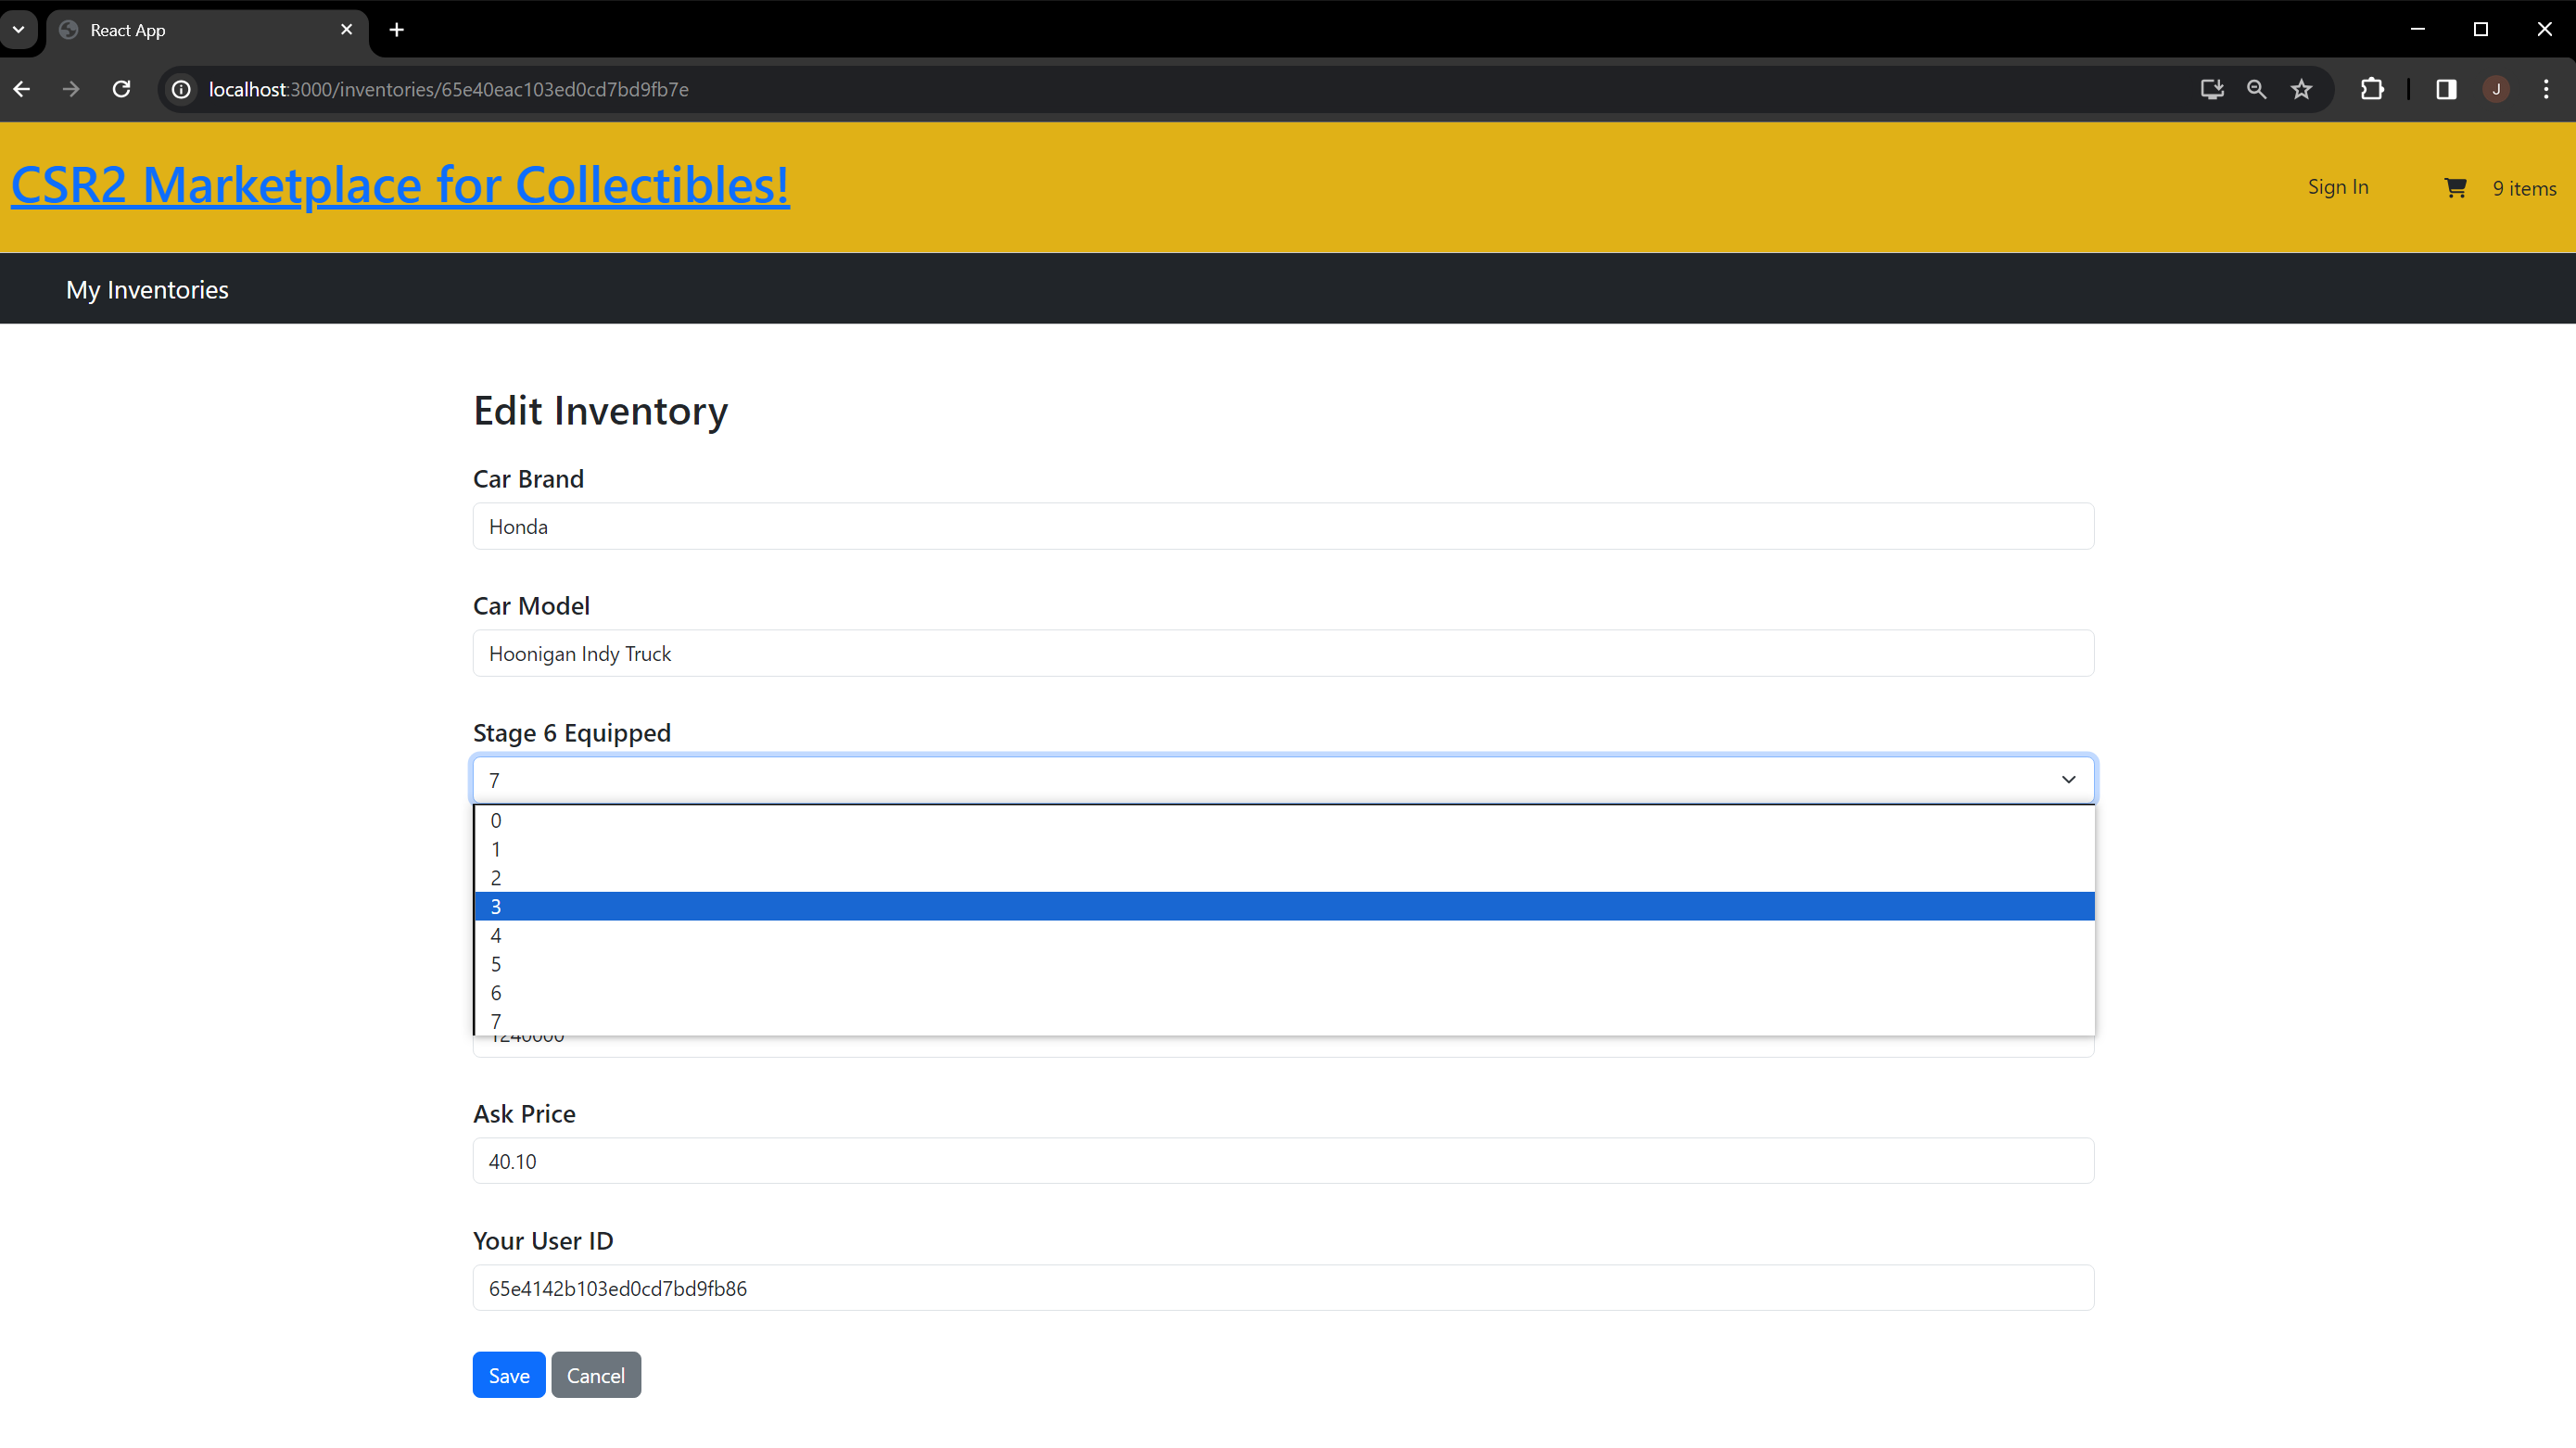 React App
localhost:3000/inventories/65e40eac103ed0cd7bd9fb7e
J
CSR2 Marketplace for Collectibles!
Sign In
9 items
My Inventories
Edit Inventory
Car Brand
Honda
Car Model
Hoonigan Indy Truck
Stage 6 Equipped
7
0
1
2
3
4
5
6
7
Ask Price
40.10
Your User ID
65e4142b103ed0cd7bd9fb86
Save
Cancel